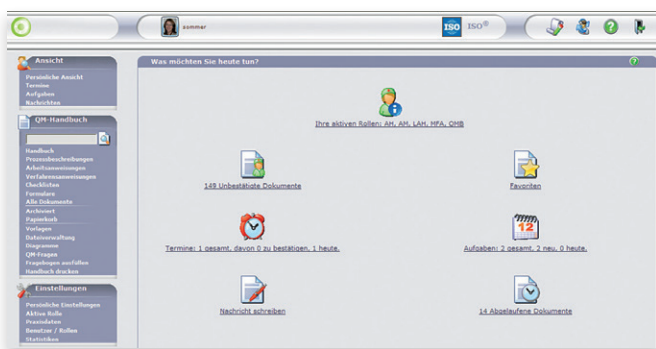 sommer
ISO
ISO®
Ansicht
Persönliche Ansicht
Termine
Aufgaben
Nachrichten
QM-Handbuch
Handbuch
Prozessbeschreibungen
Arbeitsanweisungen
Verfahrensanweisungen
Checklisten
Formulare
Alle Dokumente
Archiviert
Papierkorb
Vorlagen
Dateiverwaltung
Diagramme
QM-Fragen
Fragebogen ausfüllen
Handbuch drucken
Einstellungen
Persönliche Einstellungen
Aktive Rolle
Praxisdaten
Benutzer / Rollen
Statistiken
Was möchten Sie heute tun?
Ihre aktiven Rollen: AH, AM, LAH, MFA, QMB
149 Unbestätigte Dokumente
Favoriten
12
Termine: 1 gesamt, davon 0 zu bestätigen, 1 heute.
Aufgaben: 2 gesamt, 2 neu, 0 heute.
Nachricht schreiben
14 Abgelaufene Dokumente